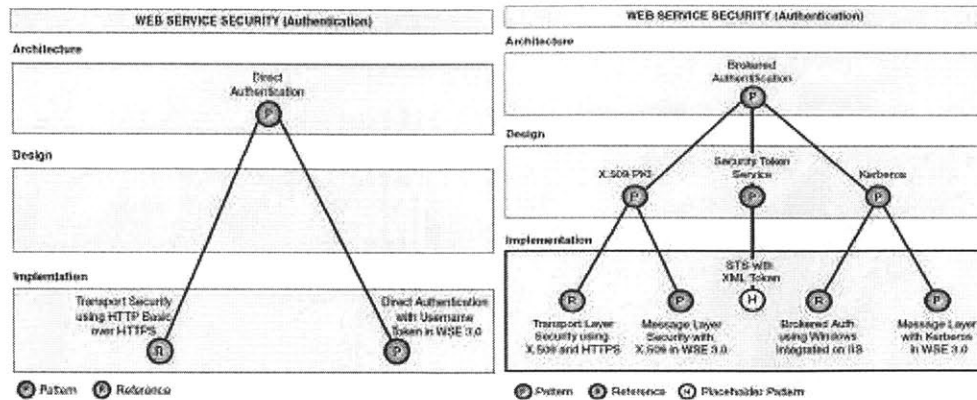 WEB SERVICE SECURITY (Authentication)
Architecture
Direct
Authentication
P
Design
Implemtation
Transport Security
using HTTP Basic
over HTTPS
R
Direct Authentication
with Username
Token in WSE 3.0
P
P Pattern
R Reference
WEB SERVICE SECURITY (Authentication)
Architecture
Brokered
Authentification
P
Design
X.509 PKI
P
Security Token
Service
P
Kerberos
P
Implementation
R
Transport Layer
Security using
X.509 and HTTPS
P
Message Layer
Security with
X.509 in WSE 3.0
STS with
XML Token
H
R
Brokered Auth
using Windows
Integrated on IIS
P
Message Layer
with Kerberos
in WSE 3.0
P Pattern
R Reference
H Placeholder Pattern